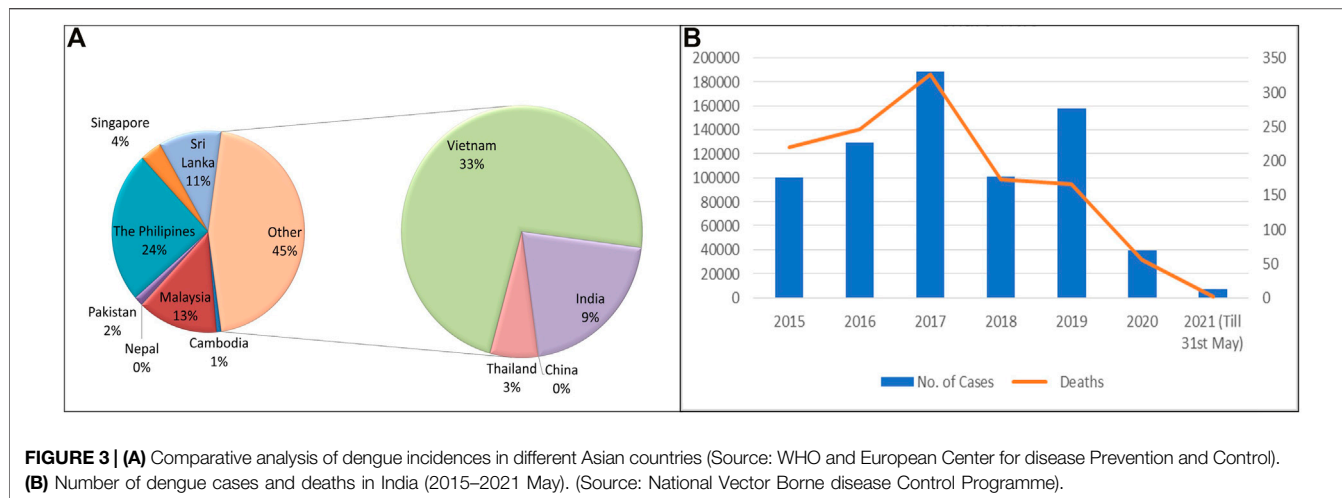 A
Singapore
4%
Sri
Lanka
11%
The Philipines
24%
Other
45%
Pakistan
2%
Malaysia
13%
Nepal
0%
Cambodia
1%
Vietnam
33%
India
9%
Thailand
3%
China
0%
B
200000
180000
160000
140000
120000
100000
80000
60000
40000
20000
0
350
300
250
200
150
100
50
0
2015 2016 2017 2018 2019 2020 2021 (Till
31st May)
No. of Cases Deaths
FIGURE 3 | (A) Comparative analysis of dengue incidences in different Asian countries (Source: WHO and European Center for disease Prevention and Control).
(B) Number of dengue cases and deaths in India (2015–2021 May). (Source: National Vector Borne disease Control Programme).